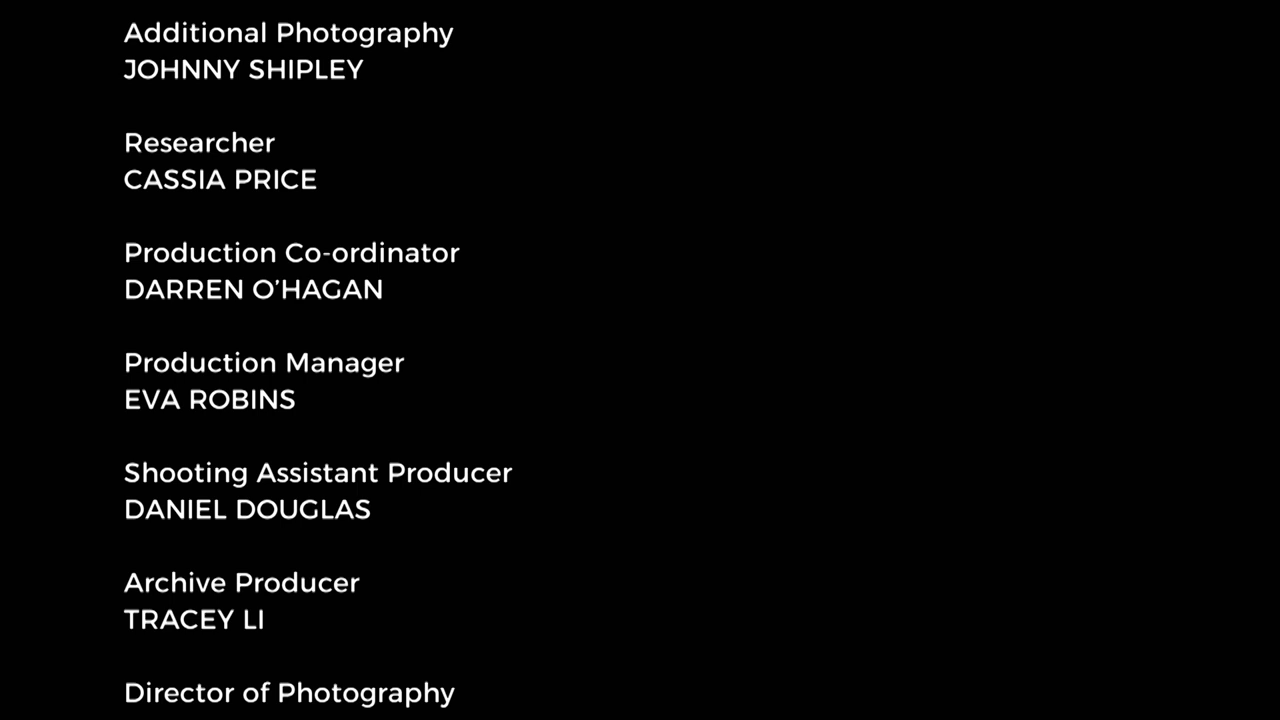 Additional Photography
JOHNNY SHIPLEY
Researcher
CASSIA PRICE
Production Co-ordinator
DARREN O’HAGAN
Production Manager
EVA ROBINS
Shooting Assistant Producer
DANIEL DOUGLAS
Archive Producer
TRACEY LI
Director of Photography